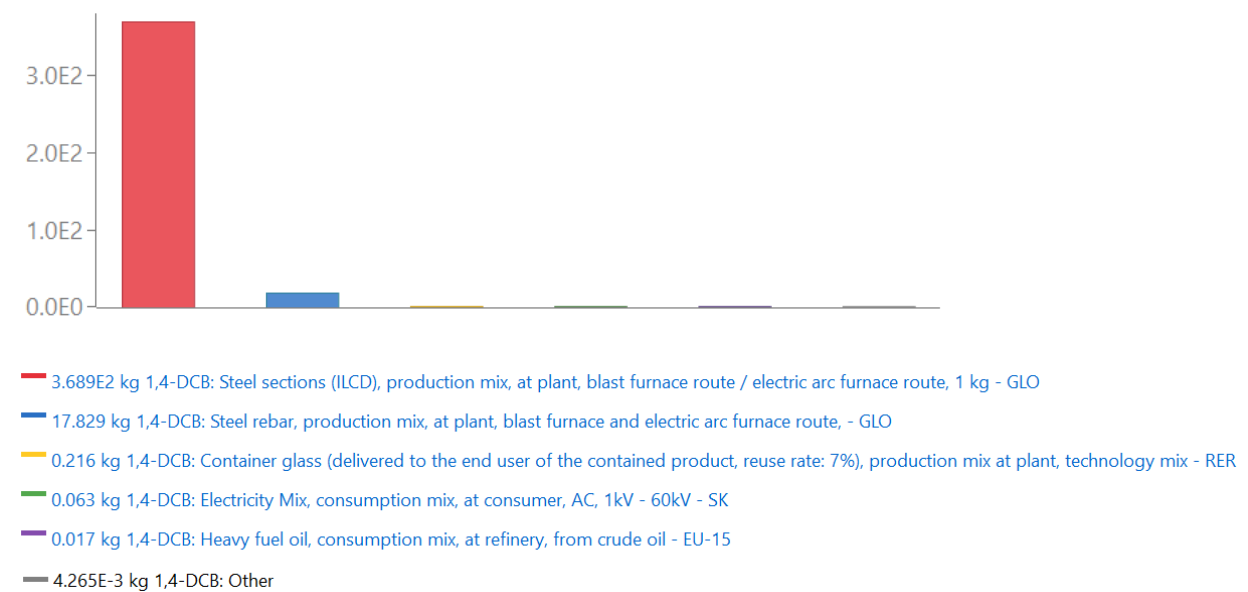 3.0E2
2.0E2
1.0E2
0.0E0
3.689E2 kg 1,4-DCB: Steel sections (ILCD), production mix, at plant, blast furnace route / electric arc furnace route, 1 kg - GLO
17.829 kg 1,4-DCB: Steel rebar, production mix, at plant, blast furnace and electric arc furnace route, - GLO
0.216 kg 1,4-DCB: Container glass (delivered to the end user of the contained product, reuse rate: 7%), production mix at plant, technology mix - RER
0.063 kg 1,4-DCB: Electricity Mix, consumption mix, at consumer, AC, 1kV - 60kV - SK
0.017 kg 1,4-DCB: Heavy fuel oil, consumption mix, at refinery, from crude oil - EU-15
4.265E-3 kg 1,4-DCB: Other